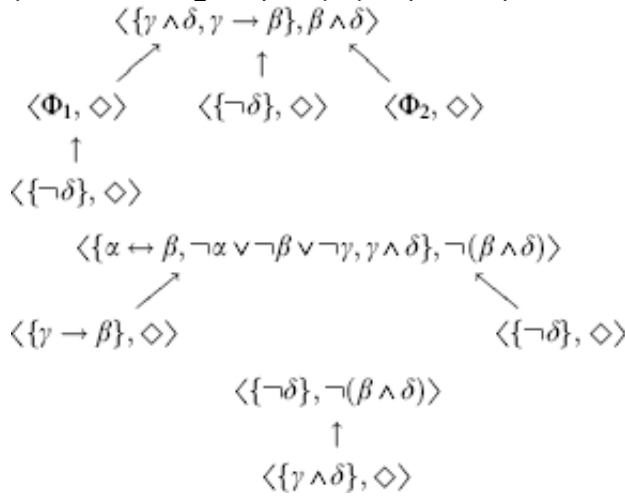 ⟨{γ ∧ δ, γ → β}, β ∧ δ⟩
⟨Φ₁, ◇⟩ ⟨{¬δ}, ◇⟩ ⟨Φ₂, ◇⟩
⟨{¬δ}, ◇⟩
⟨{α ↔ β, ¬α ∨ ¬β ∨ ¬γ, γ ∧ δ}, ¬(β ∧ δ)⟩
⟨{γ → β}, ◇⟩ ⟨{¬δ}, ◇⟩
⟨{¬δ}, ¬(β ∧ δ)⟩
⟨{γ ∧ δ}, ◇⟩